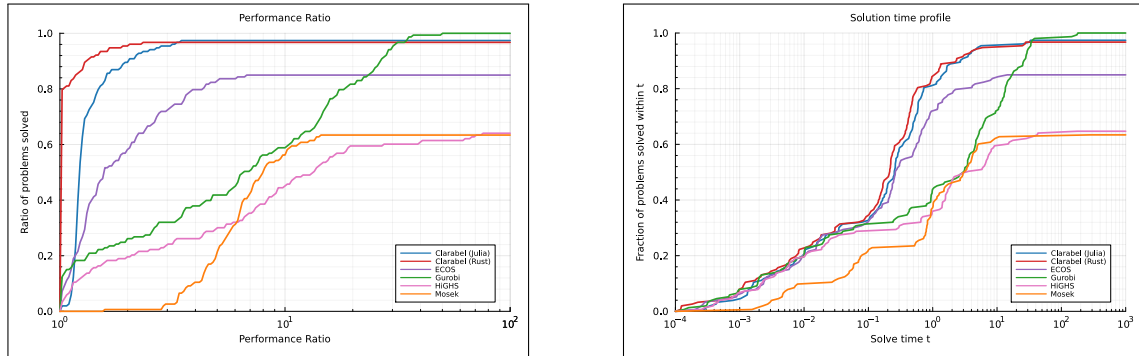 Performance Ratio
Ratio of problems solved
1.0
0.8
0.6
0.4
0.2
0.0
Clarabel (Julia)
Clarabel (Rust)
ECOS
Gurobi
HiGHS
Mosek
10^0
10^1
10^2
Performance Ratio
Solution time profile
Fraction of problems solved within t
1.0
0.8
0.6
0.4
0.2
0.0
Clarabel (Julia)
Clarabel (Rust)
ECOS
Gurobi
HiGHS
Mosek
10^-4
10^-3
10^-2
10^-1
10^0
10^1
10^2
10^3
Solve time t